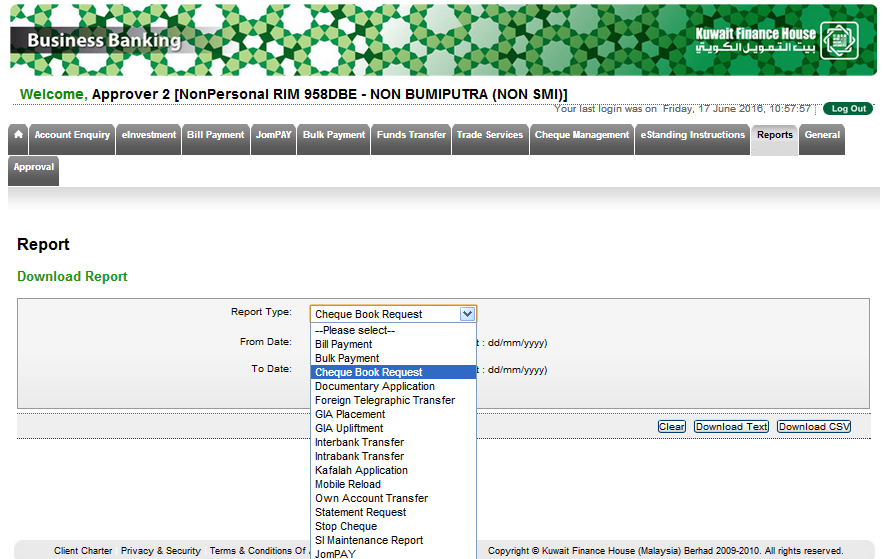 Business Banking
Kuwait Finance House
بيت التمويل الكويتي
Welcome, Approver 2 [NonPersonal RIM 958DBE - NON BUMIPUTRA (NON SMI)]
Your last login was on Friday, 17 June 2016, 10:57:57
Log Out
Account Enquiry eInvestment Bill Payment JomPAY Bulk Payment Funds Transfer Trade Services Cheque Management eStanding Instructions Reports General
Approval
Report
Download Report
Report Type: Cheque Book Request
--Please select--
From Date: Bill Payment t : dd/mm/yyyy)
Bulk Payment
To Date: Cheque Book Request t : dd/mm/yyyy)
Documentary Application
Foreign Telegraphic Transfer
GIA Placement
GIA Upliftment
Clear Download Text Download CSV
Interbank Transfer
Intrabank Transfer
Kafalah Application
Mobile Reload
Own Account Transfer
Statement Request
Stop Cheque
SI Maintenance Report
JomPAY
Client Charter Privacy & Security Terms & Conditions Of Copyright © Kuwait Finance House (Malaysia) Berhad 2009-2010. All rights reserved.